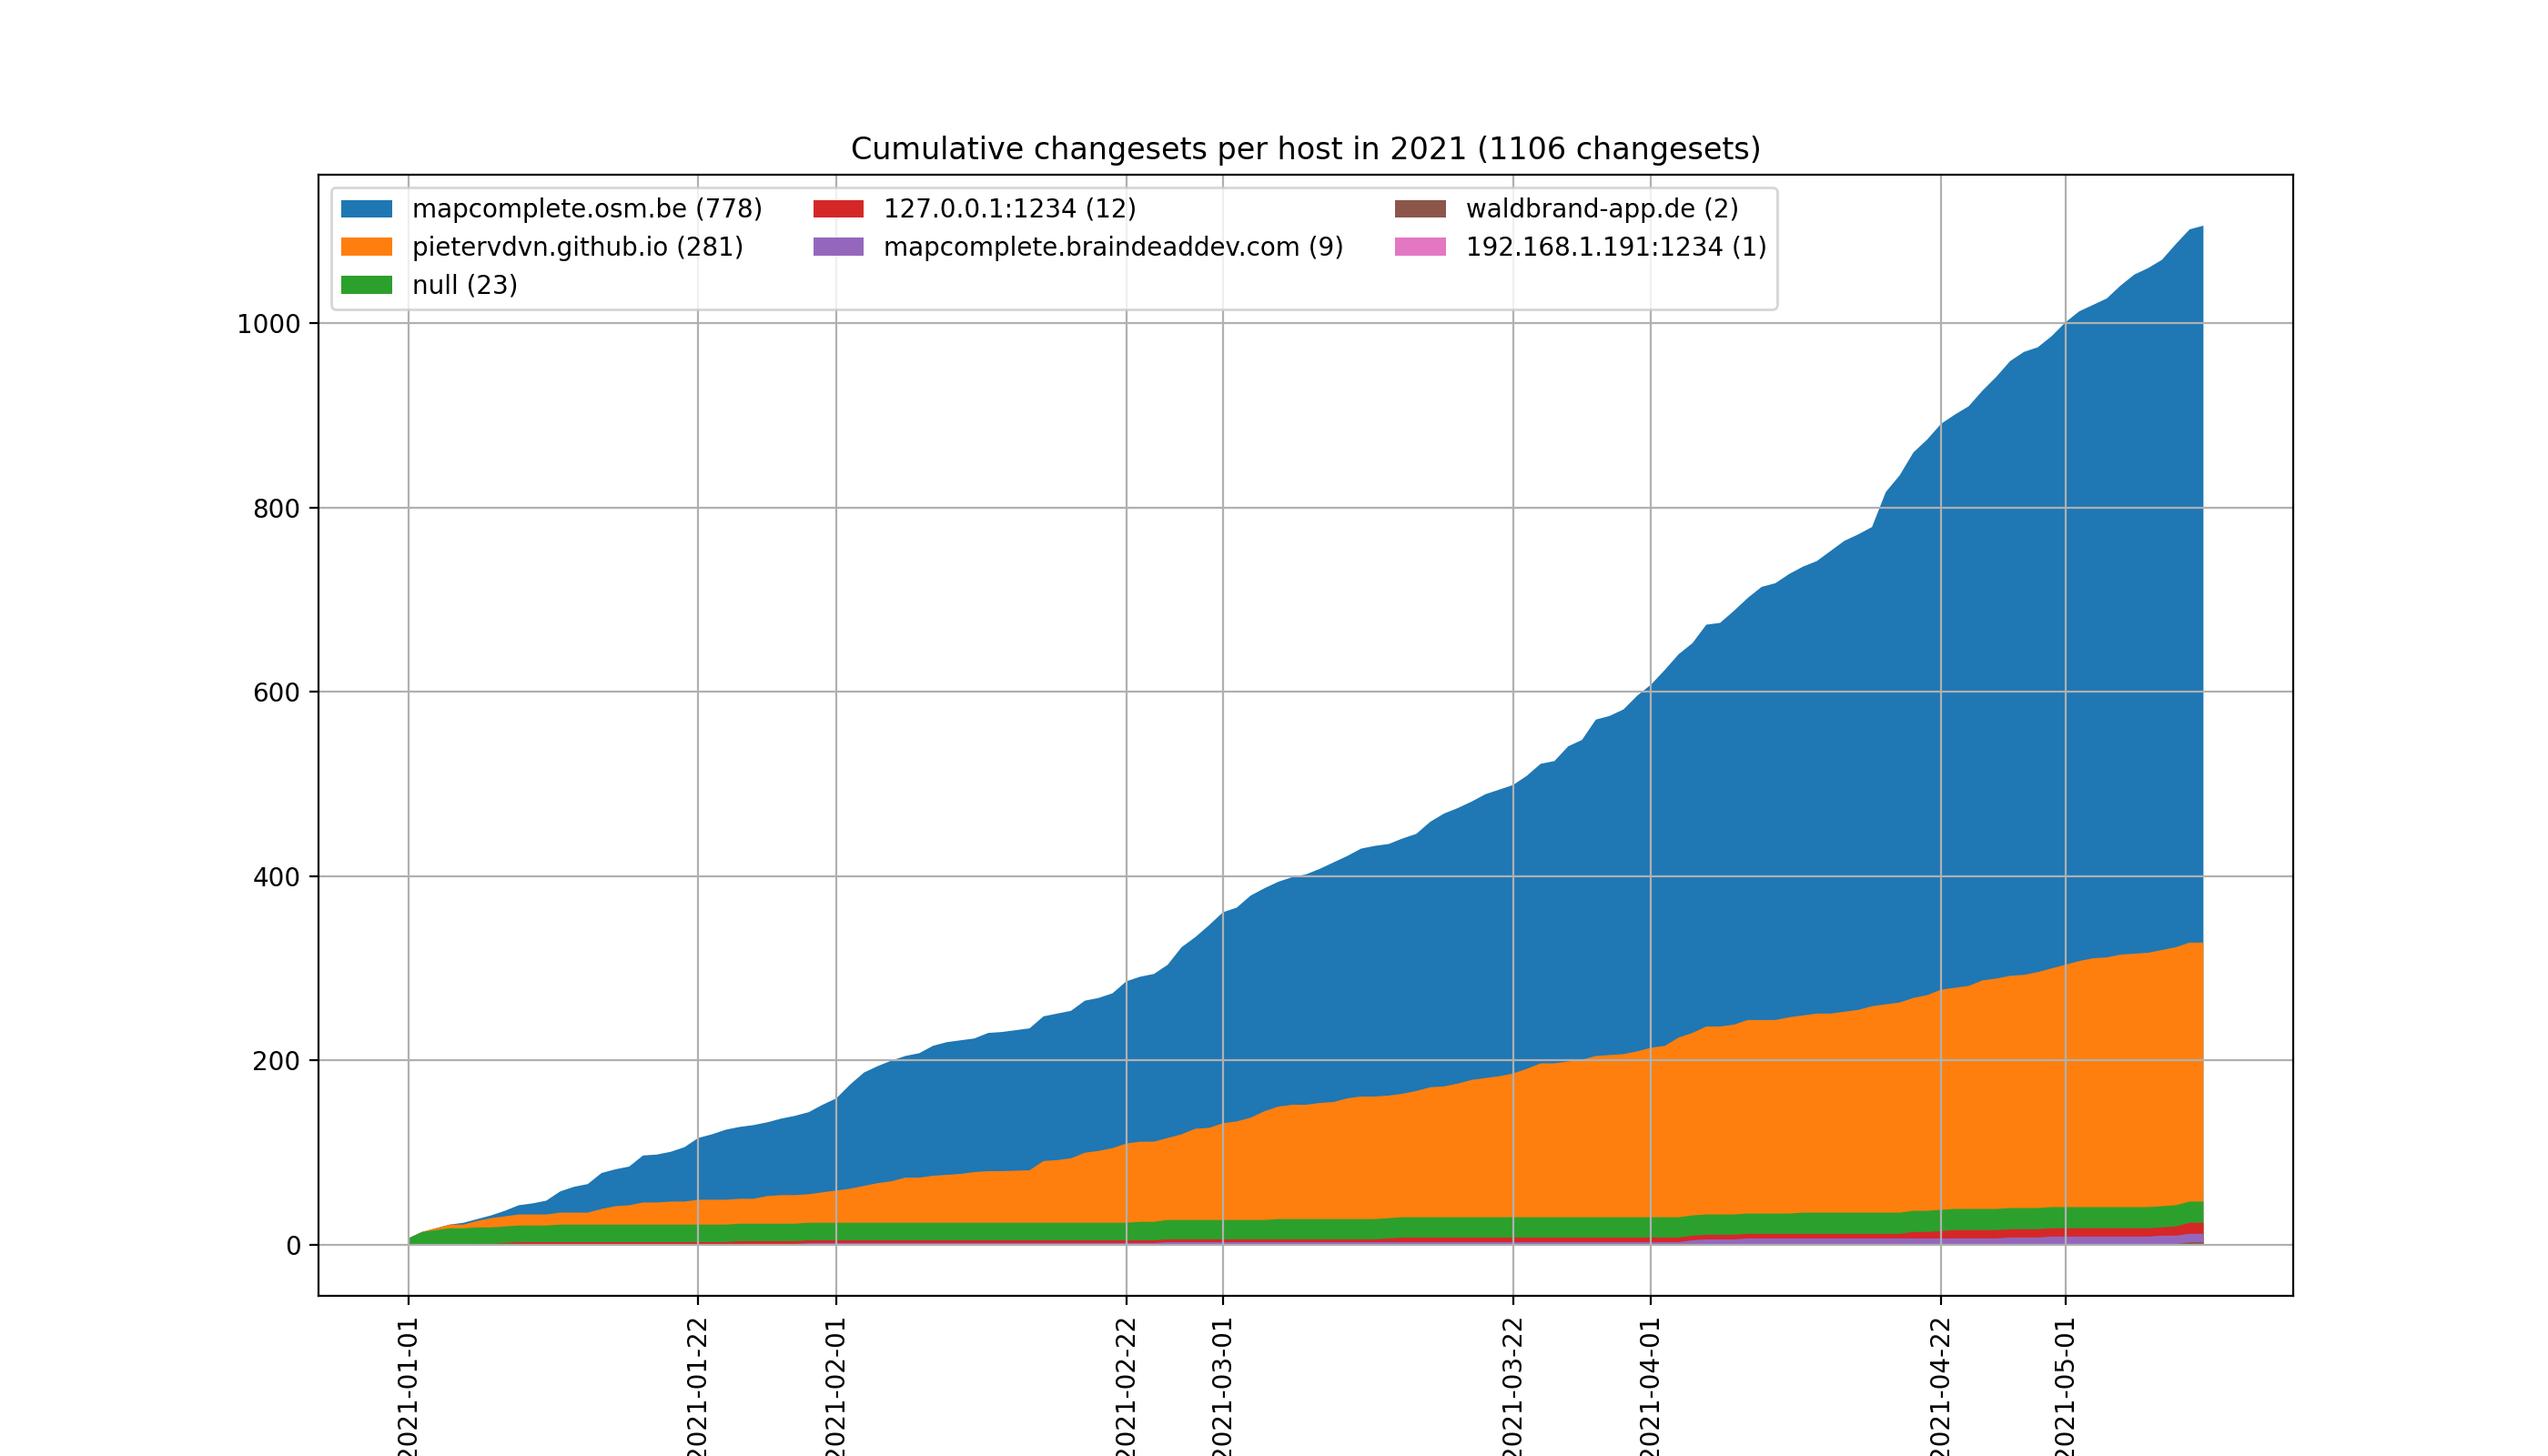 Cumulative changesets per host in 2021 (1106 changesets)
mapcomplete.osm.be (778)
pietervdvn.github.io (281)
null (23)
127.0.0.1:1234 (12)
mapcomplete.braindeaddev.com (9)
waldbrand-app.de (2)
192.168.1.191:1234 (1)
1000
800
600
400
200
0
2021-01-01
2021-01-22
2021-02-01
2021-02-22
2021-03-01
2021-03-22
2021-04-01
2021-04-22
2021-05-01